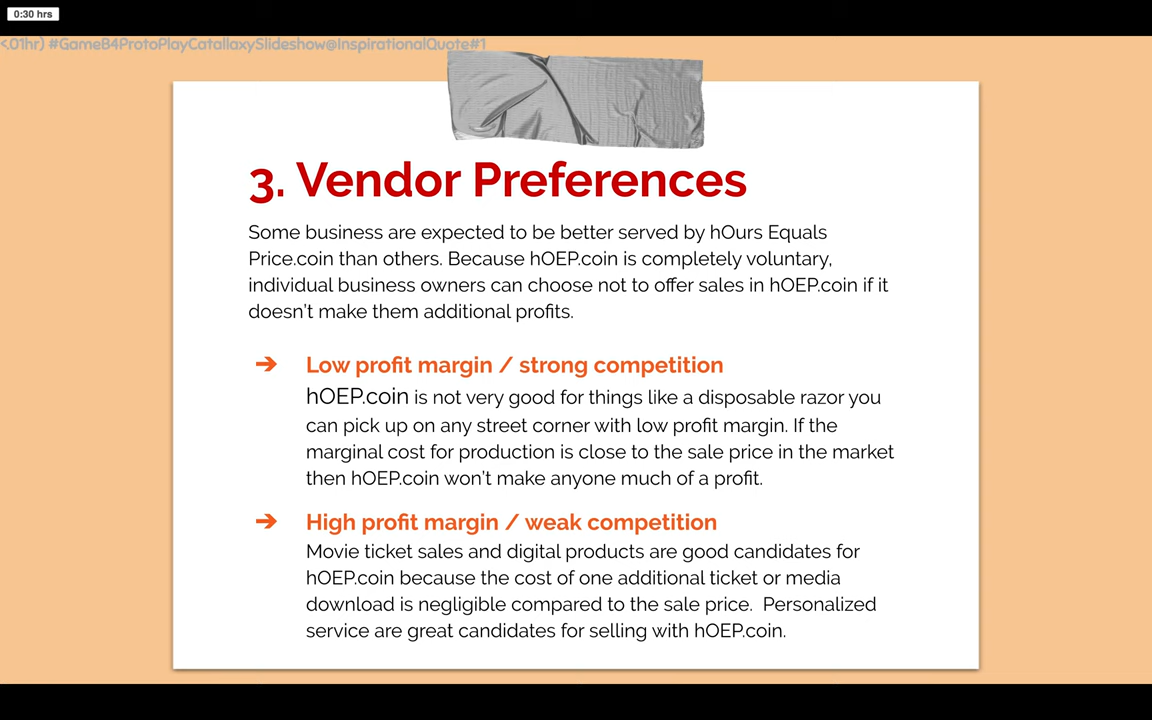 0:30 hrs
<.01hr) #GameB4ProtoPlayCatallaxySlideshow@InspirationalQuote#1
3. Vendor Preferences
Some business are expected to be better served by hOurs Equals
Price.coin than others. Because hOEP.coin is completely voluntary,
individual business owners can choose not to offer sales in hOEP.coin if it
doesn't make them additional profits.
➔ Low profit margin / strong competition
hOEP.coin is not very good for things like a disposable razor you
can pick up on any street corner with low profit margin. If the
marginal cost for production is close to the sale price in the market
then hOEP.coin won't make anyone much of a profit.
➔ High profit margin / weak competition
Movie ticket sales and digital products are good candidates for
hOEP.coin because the cost of one additional ticket or media
download is negligible compared to the sale price.  Personalized
service are great candidates for selling with hOEP.coin.